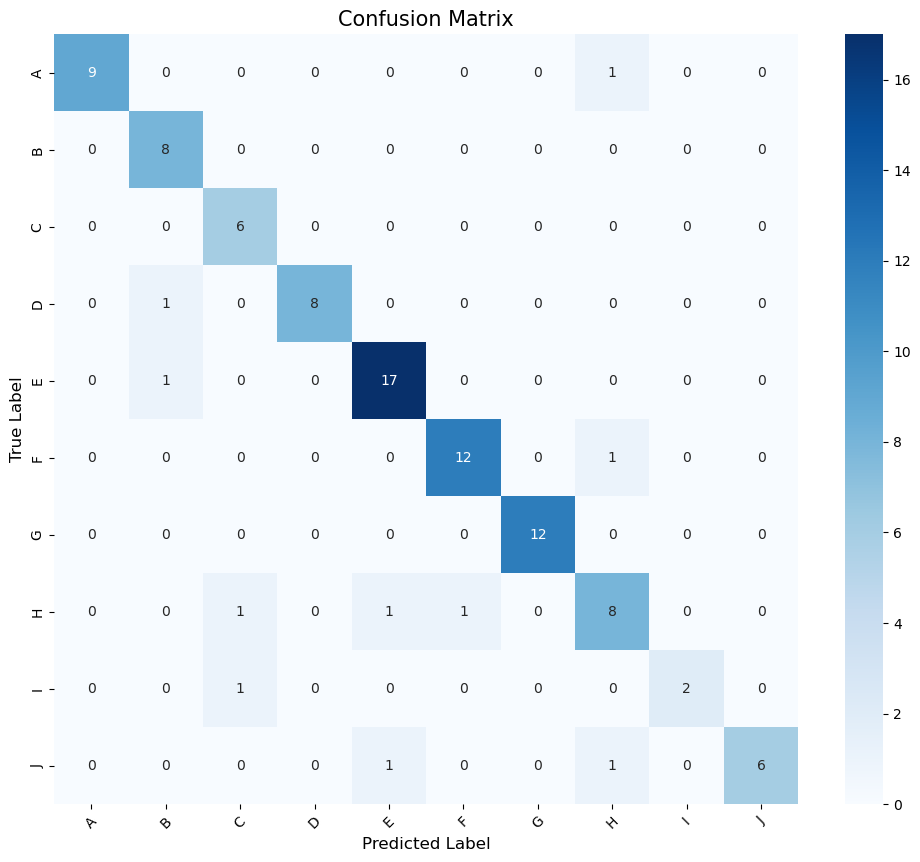 Confusion Matrix
True Label
A 9 0 0 0 0 0 0 1 0 0
B 0 8 0 0 0 0 0 0 0 0
C 0 0 6 0 0 0 0 0 0 0
D 0 1 0 8 0 0 0 0 0 0
E 0 1 0 0 17 0 0 0 0 0
F 0 0 0 0 0 12 0 1 0 0
G 0 0 0 0 0 0 12 0 0 0
H 0 0 1 0 1 1 0 8 0 0
I 0 0 1 0 0 0 0 0 2 0
J 0 0 0 0 1 0 0 1 0 6
A B C D E F G H I J
Predicted Label
16
14
12
10
8
6
4
2
0